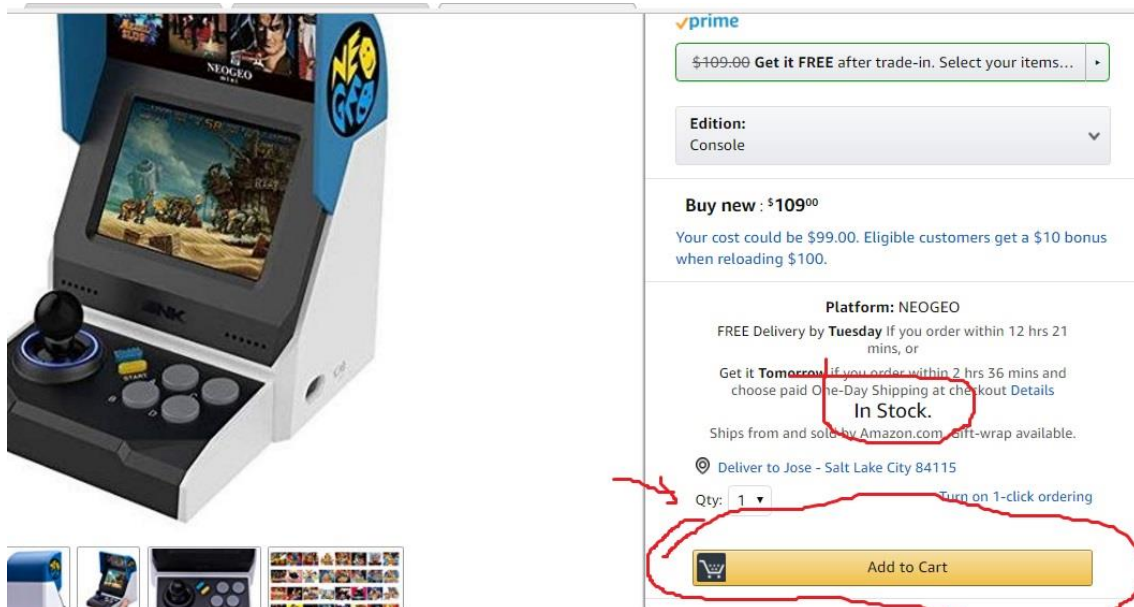 NEOGEO
mini
NEO
GEO
SNK
START
A
B
D
prime
$109.00 Get it FREE after trade-in. Select your items...
Edition:
Console
Buy new : $109⁰⁰
Your cost could be $99.00. Eligible customers get a $10 bonus
when reloading $100.
Platform: NEOGEO
FREE Delivery by Tuesday If you order within 12 hrs 21
mins, or
Get it Tomorrow if you order within 2 hrs 36 mins and
choose paid One-Day Shipping at checkout Details
In Stock.
Ships from and sold by Amazon.com. Gift-wrap available.
Deliver to Jose - Salt Lake City 84115
Qty: 1
Turn on 1-click ordering
Add to Cart